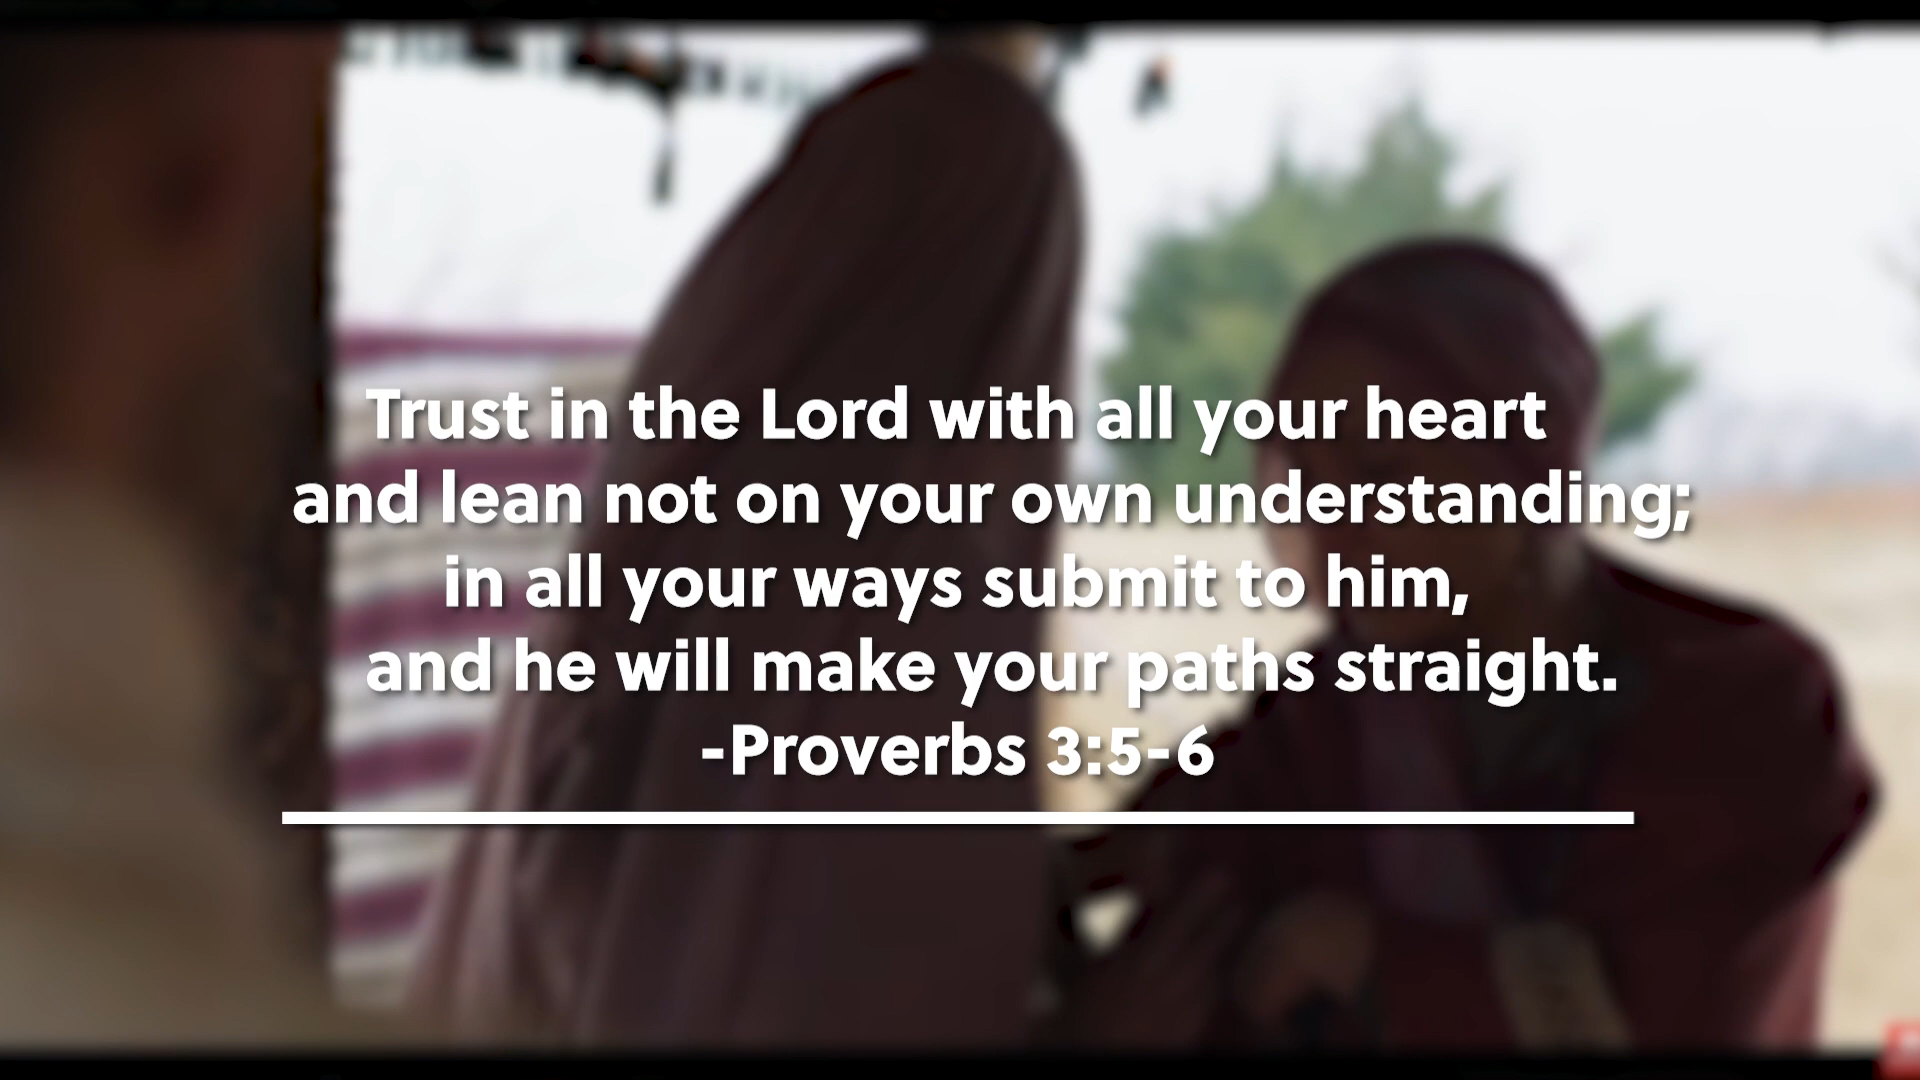 Trust in the Lord with all your heart
and lean not on your own understanding;
in all your ways submit to him,
and he will make your paths straight.
-Proverbs 3:5-6